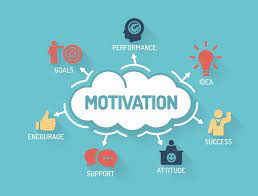 PERFORMANCE
GOALS
IDEA
MOTIVATION
ENCOURAGE
SUCCESS
SUPPORT
ATTITUDE